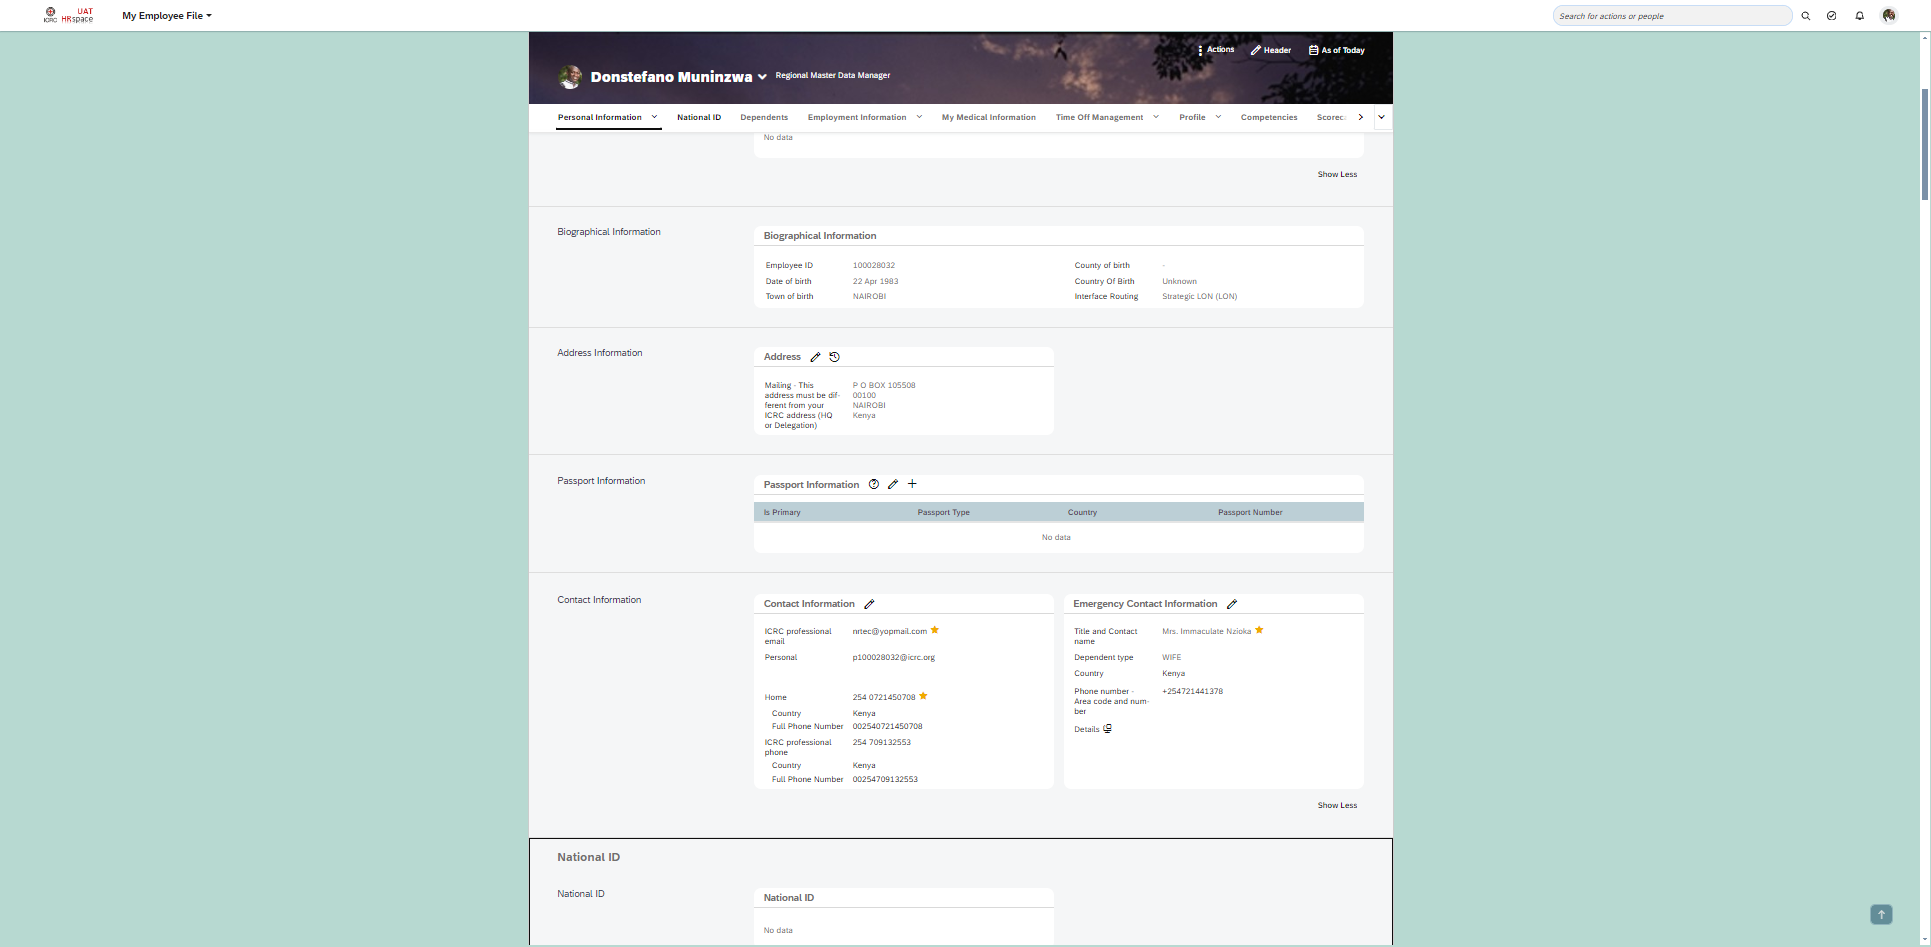 ICRC
UAT
HRspace
My Employee File
Search for actions or people
Actions
Header
As of Today
Donstefano Muninzwa
Regional Master Data Manager
Personal Information
National ID
Dependents
Employment Information
My Medical Information
Time Off Management
Profile
Competencies
Scorec
No data
Show Less
Biographical Information
Biographical Information
Employee ID
100028032
County of birth
-
Date of birth
22 Apr 1983
Country Of Birth
Unknown
Town of birth
NAIROBI
Interface Routing
Strategic LON (LON)
Address Information
Address
Mailing - This
address must be dif-
ferent from your
ICRC address (HQ
or Delegation)
P O BOX 105508
00100
NAIROBI
Kenya
Passport Information
Passport Information
Is Primary
Passport Type
Country
Passport Number
No data
Contact Information
Contact Information
ICRC professional
email
nrtec@yopmail.com
Personal
p100028032@icrc.org
Home
254 0721450708
Country
Kenya
Full Phone Number
002540721450708
ICRC professional
phone
254 709132553
Country
Kenya
Full Phone Number
00254709132553
Emergency Contact Information
Title and Contact
name
Mrs. Immaculate Nzioka
Dependent type
WIFE
Country
Kenya
Phone number -
Area code and num-
ber
+254721441378
Details
Show Less
National ID
National ID
National ID
No data